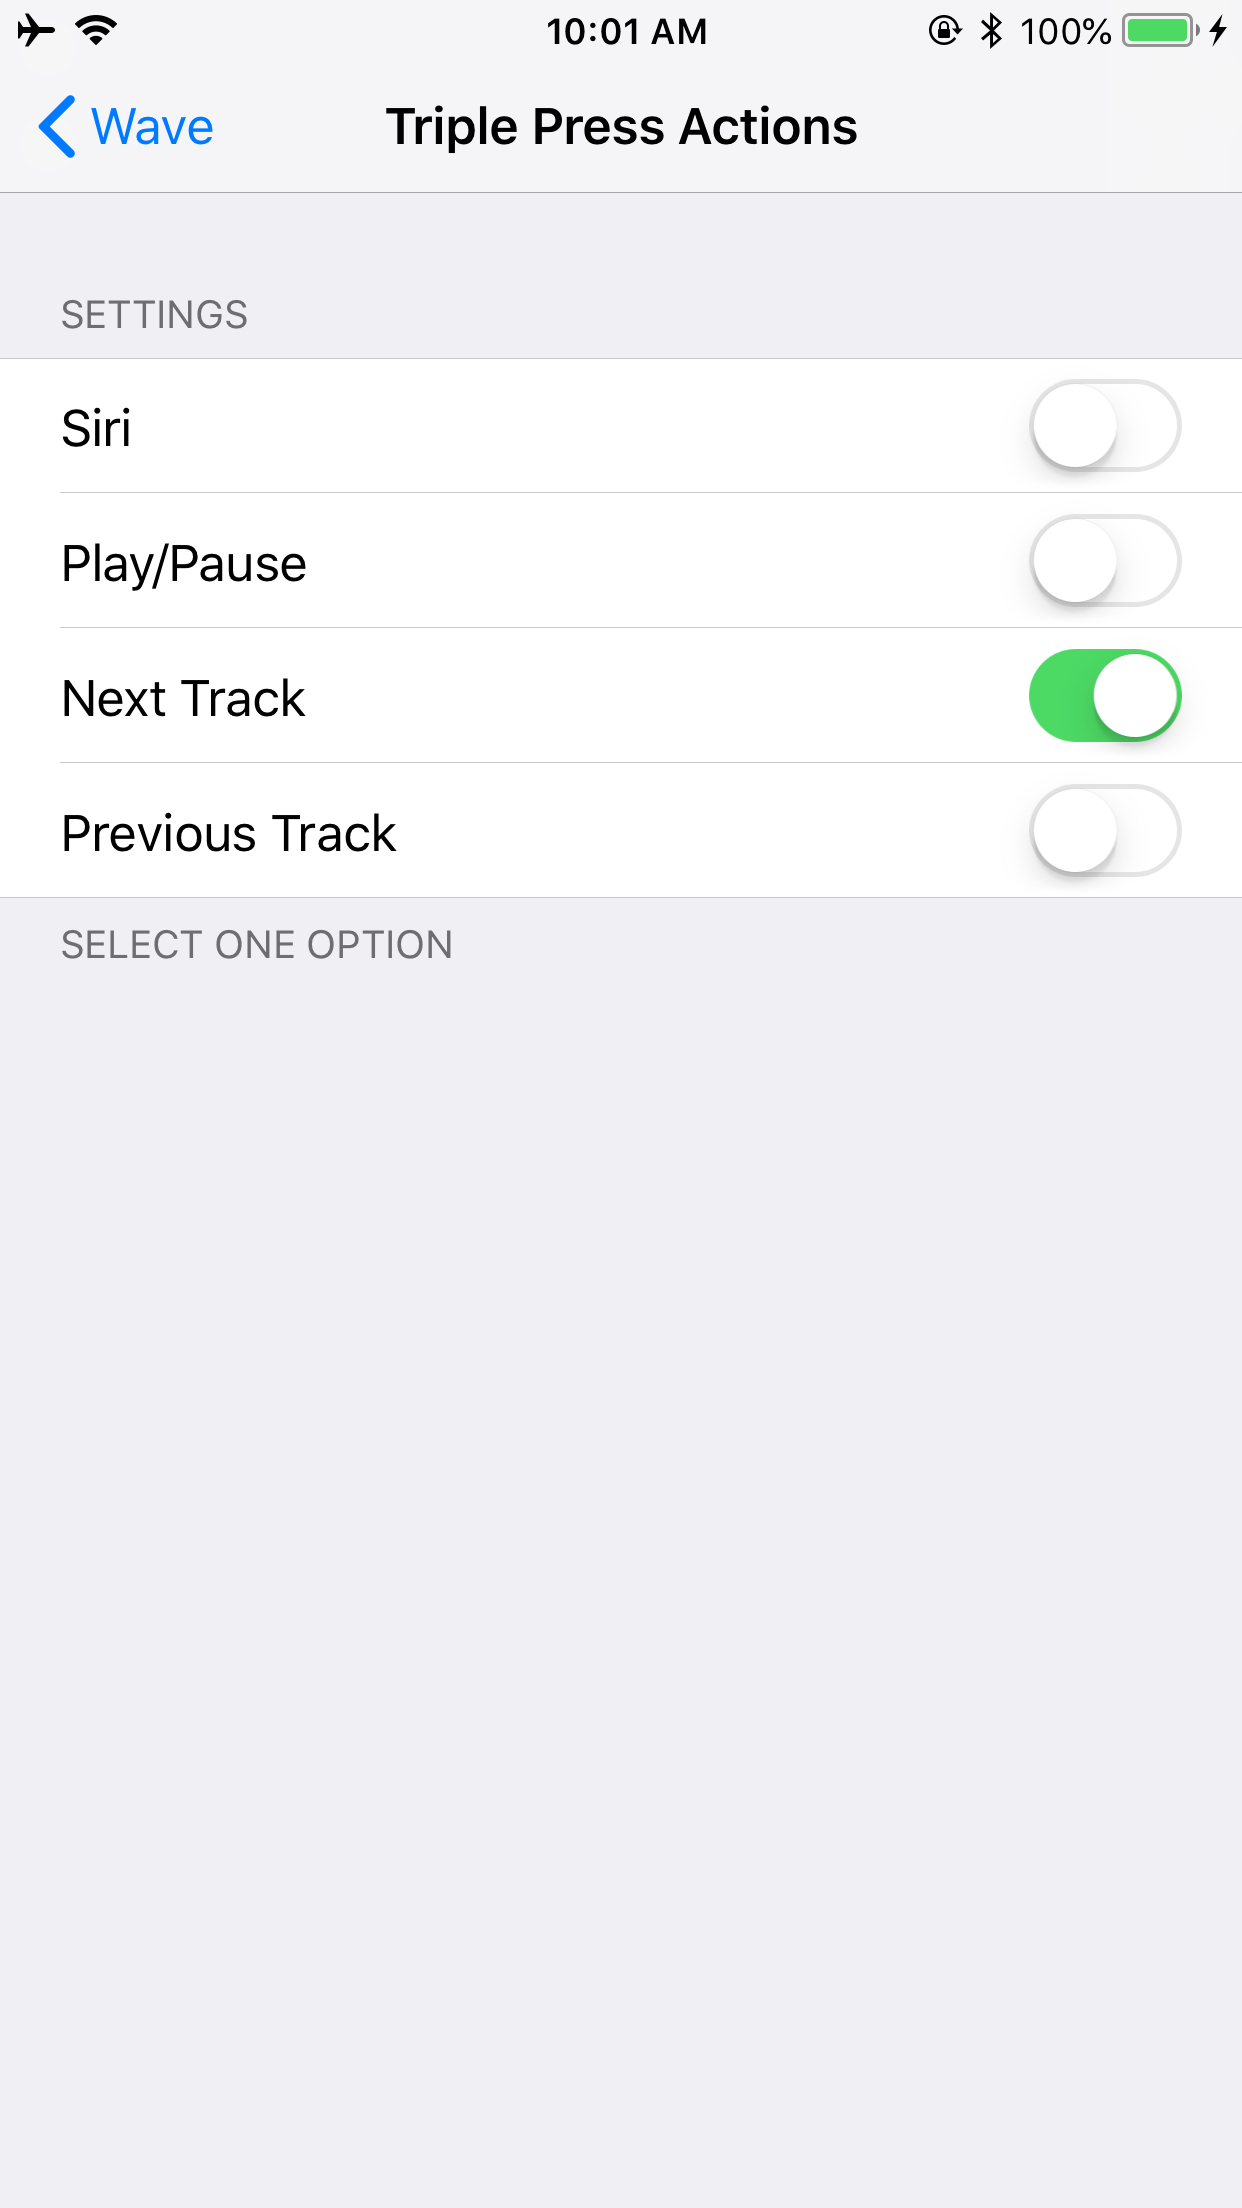 10:01 AM 100%
Wave Triple Press Actions
SETTINGS
Siri
Play/Pause
Next Track
Previous Track
SELECT ONE OPTION